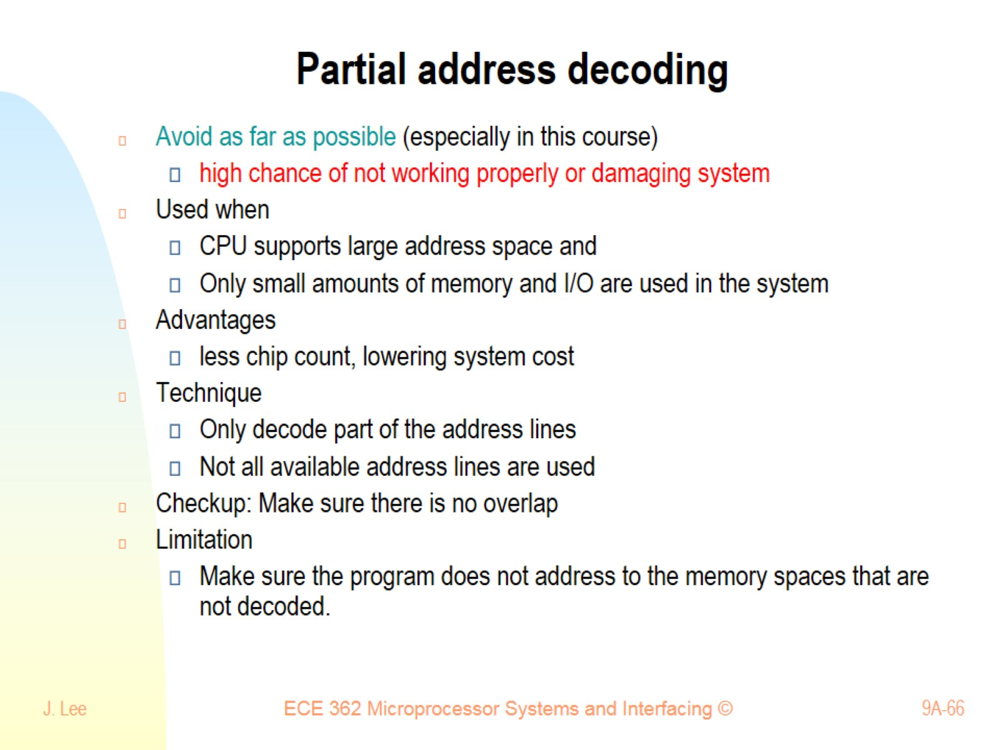 Partial address decoding
Avoid as far as possible (especially in this course)
high chance of not working properly or damaging system
Used when
CPU supports large address space and
Only small amounts of memory and I/O are used in the system
Advantages
less chip count, lowering system cost
Technique
Only decode part of the address lines
Not all available address lines are used
Checkup: Make sure there is no overlap
Limitation
Make sure the program does not address to the memory spaces that are
not decoded.
J. Lee
ECE 362 Microprocessor Systems and Interfacing ©
9A-66